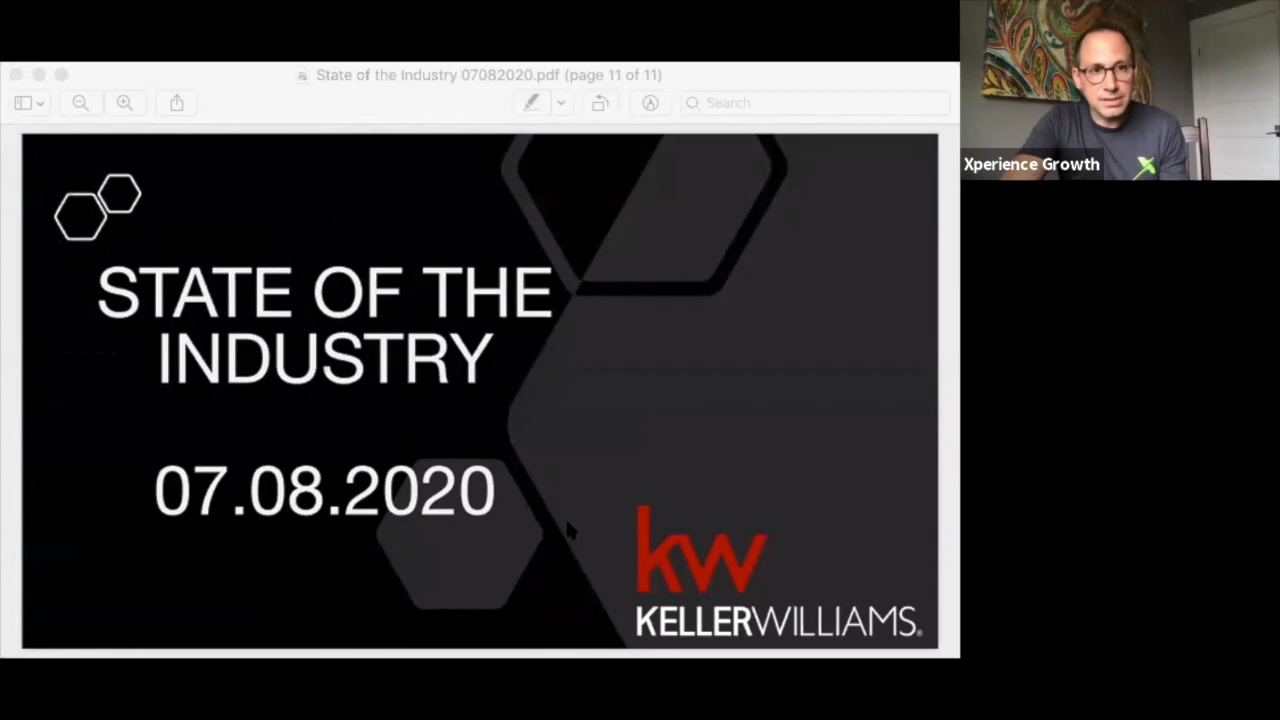 State of the Industry 07082020.pdf (page 11 of 11)
Search
Xperience Growth
STATE OF THE
INDUSTRY
07.08.2020
kw
KELLERWILLIAMS®